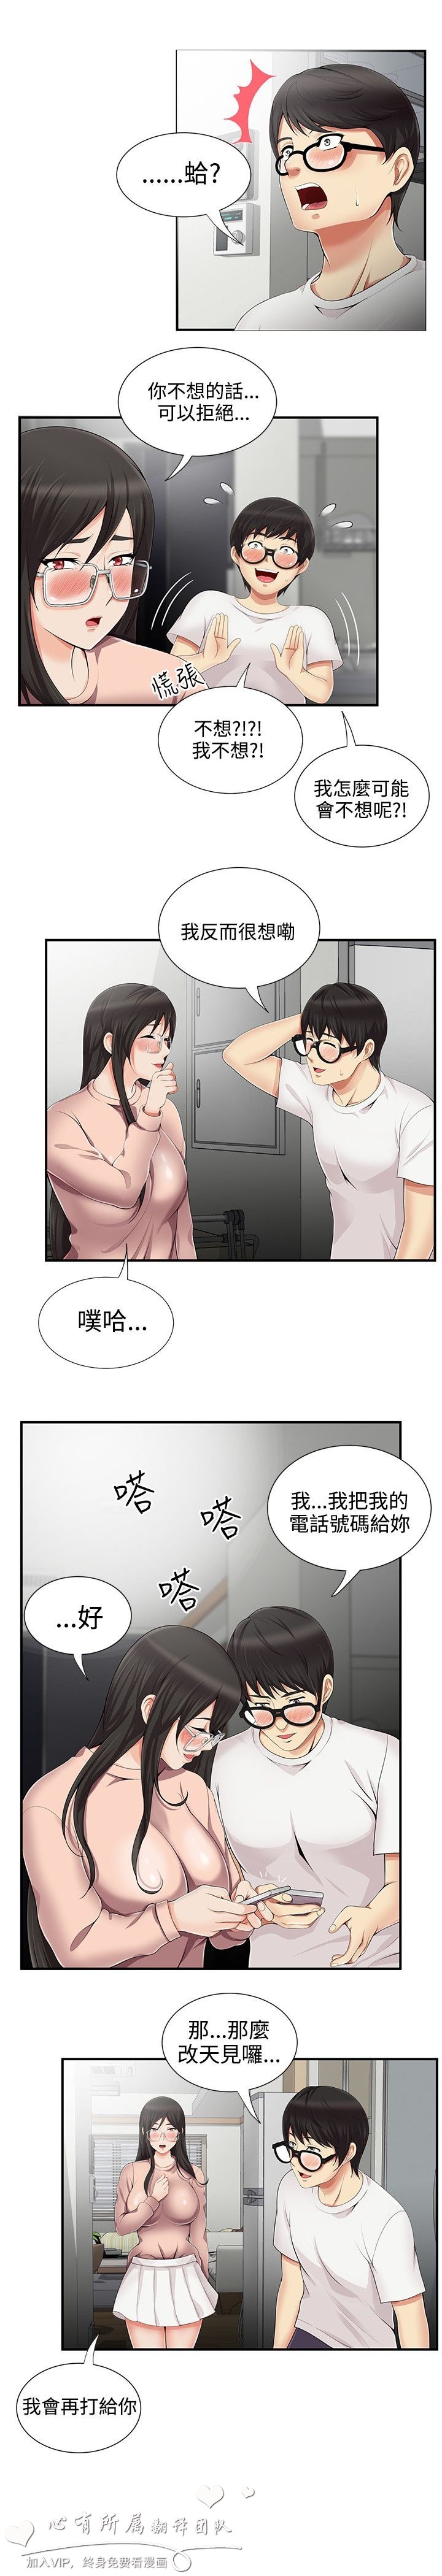 ......蛤?
你不想的話...
可以拒絕...
慌張
不想?!?!
我不想?!
我怎麼可能
會不想呢?!
我反而很想嘞
噗哈...
嗒
嗒
嗒
我...我把我的
電話號碼給妳
...好
那...那麼
改天見囉...
我會再打給你
心有所属翻译团队
加入VIP，终身免费看漫画